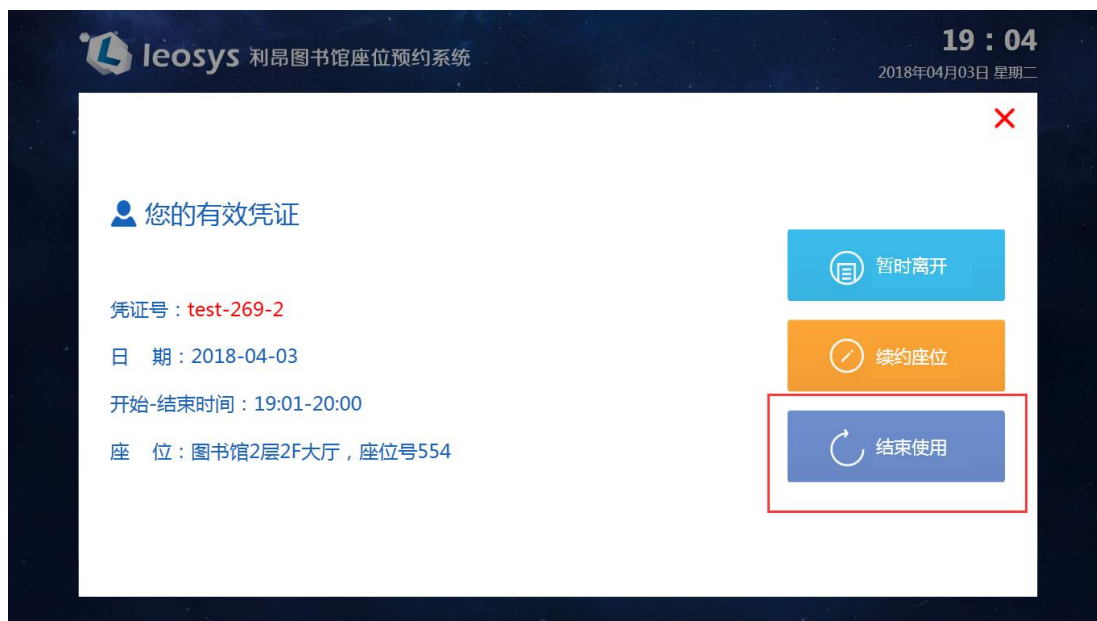 leosys 利昂图书馆座位预约系统
19：04
2018年04月03日 星期二
您的有效凭证
凭证号：test-269-2
日 期：2018-04-03
开始-结束时间：19:01-20:00
座 位：图书馆2层2F大厅，座位号554
暂时离开
续约座位
结束使用